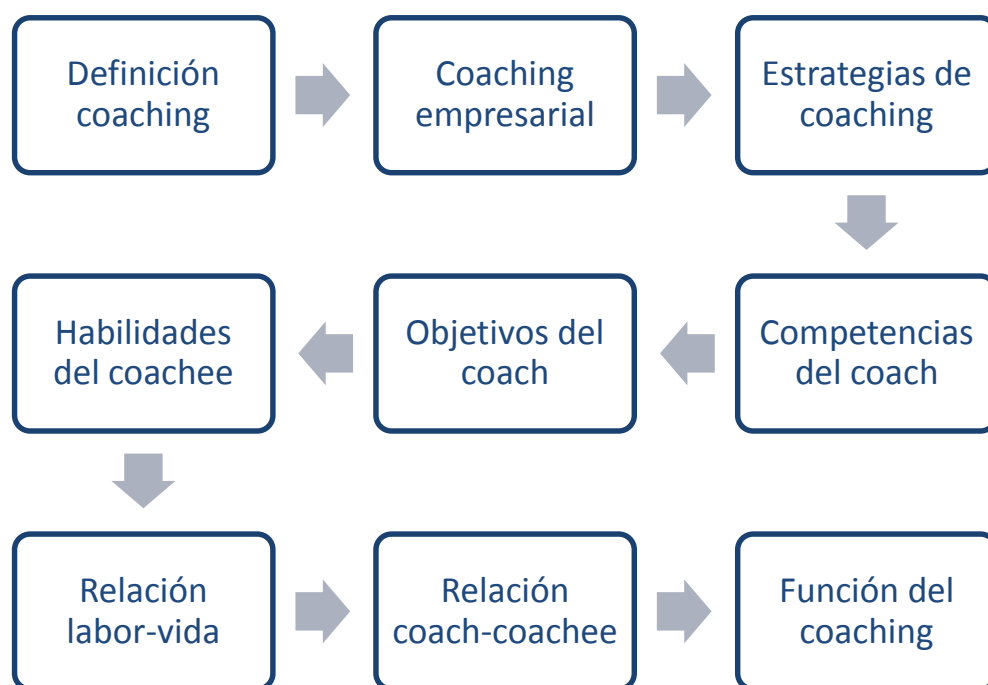 Definición
coaching
Coaching
empresarial
Estrategias de
coaching
Competencias
del coach
Objetivos del
coach
Habilidades
del coachee
Relación
labor-vida
Relación
coach-coachee
Función del
coaching